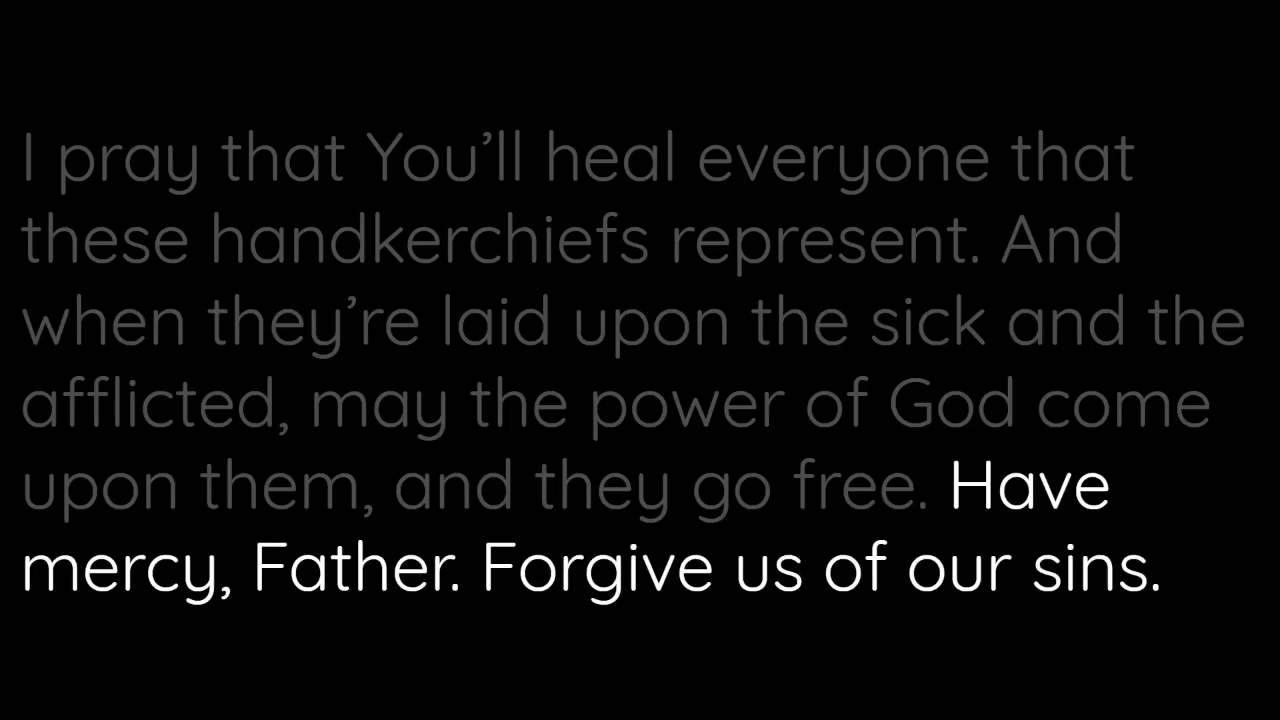 I pray that You’ll heal everyone that
these handkerchiefs represent. And
when they’re laid upon the sick and the
afflicted, may the power of God come
upon them, and they go free. Have
mercy, Father. Forgive us of our sins.